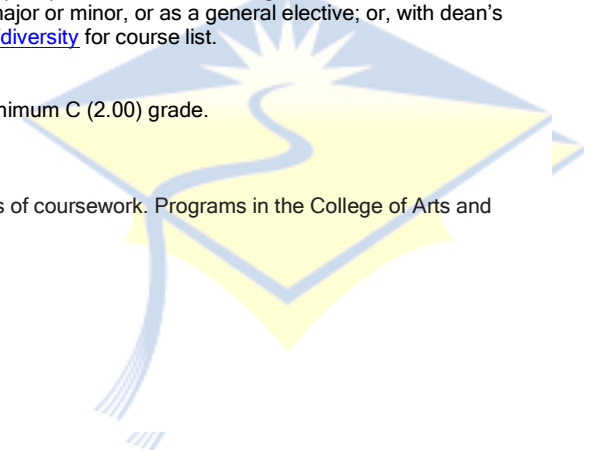 major or minor, or as a general elective; or, with dean's
diversity for course list.
nimum C (2.00) grade.
s of coursework. Programs in the College of Arts and